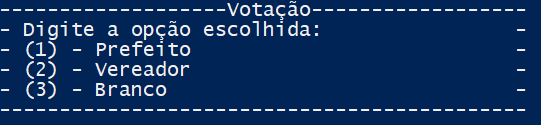 -------------------Votação------------------
- Digite a opção escolhida:                -
- (1) - Prefeito                           -
- (2) - Vereador                           -
- (3) - Branco                             -
--------------------------------------------